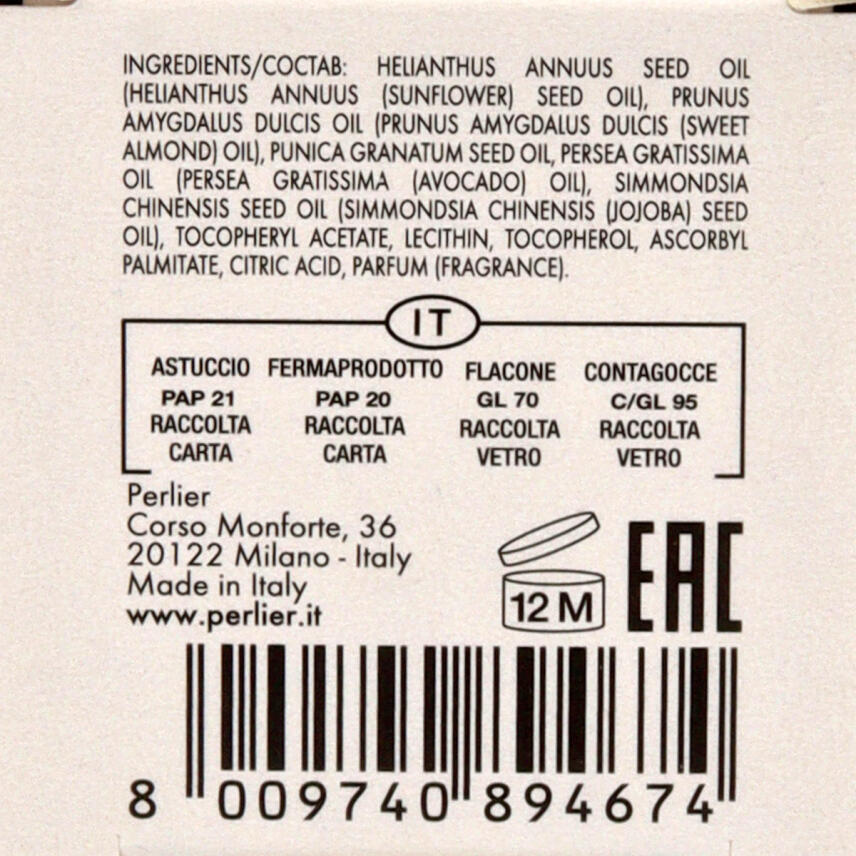 INGREDIENTS/COCTAB: HELIANTHUS ANNUUS SEED OIL
(HELIANTHUS ANNUUS (SUNFLOWER) SEED OIL), PRUNUS
AMYGDALUS DULCIS OIL (PRUNUS AMYGDALUS DULCIS (SWEET
ALMOND) OIL), PUNICA GRANATUM SEED OIL, PERSEA GRATISSIMA
OIL (PERSEA GRATISSIMA (AVOCADO) OIL), SIMMONDSIA
CHINENSIS SEED OIL (SIMMONDSIA CHINENSIS (JOJOBA) SEED
OIL), TOCOPHERYL ACETATE, LECITHIN, TOCOPHEROL, ASCORBYL
PALMITATE, CITRIC ACID, PARFUM (FRAGRANCE).
IT
ASTUCCIO FERMAPRODOTTO FLACONE CONTAGOCCE
PAP 21 PAP 20 GL 70 C/GL 95
RACCOLTA RACCOLTA RACCOLTA RACCOLTA
CARTA CARTA VETRO VETRO
Perlier
Corso Monforte, 36
20122 Milano - Italy
Made in Italy
www.perlier.it
12 M
EAC
8 009740 894674